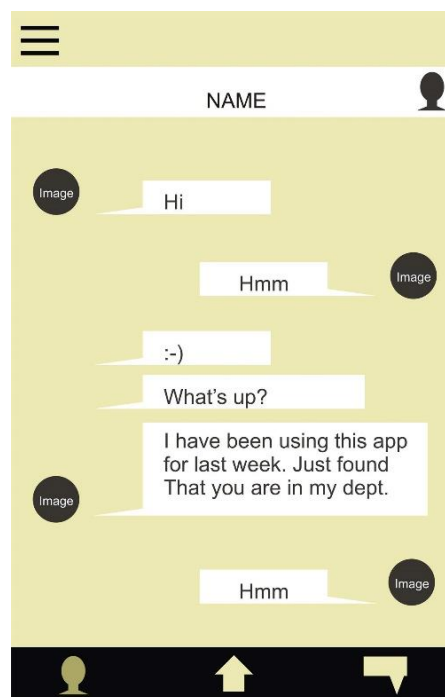 NAME
Image
Hi
Hmm
Image
:-)
What's up?
I have been using this app
for last week. Just found
That you are in my dept.
Image
Hmm
Image